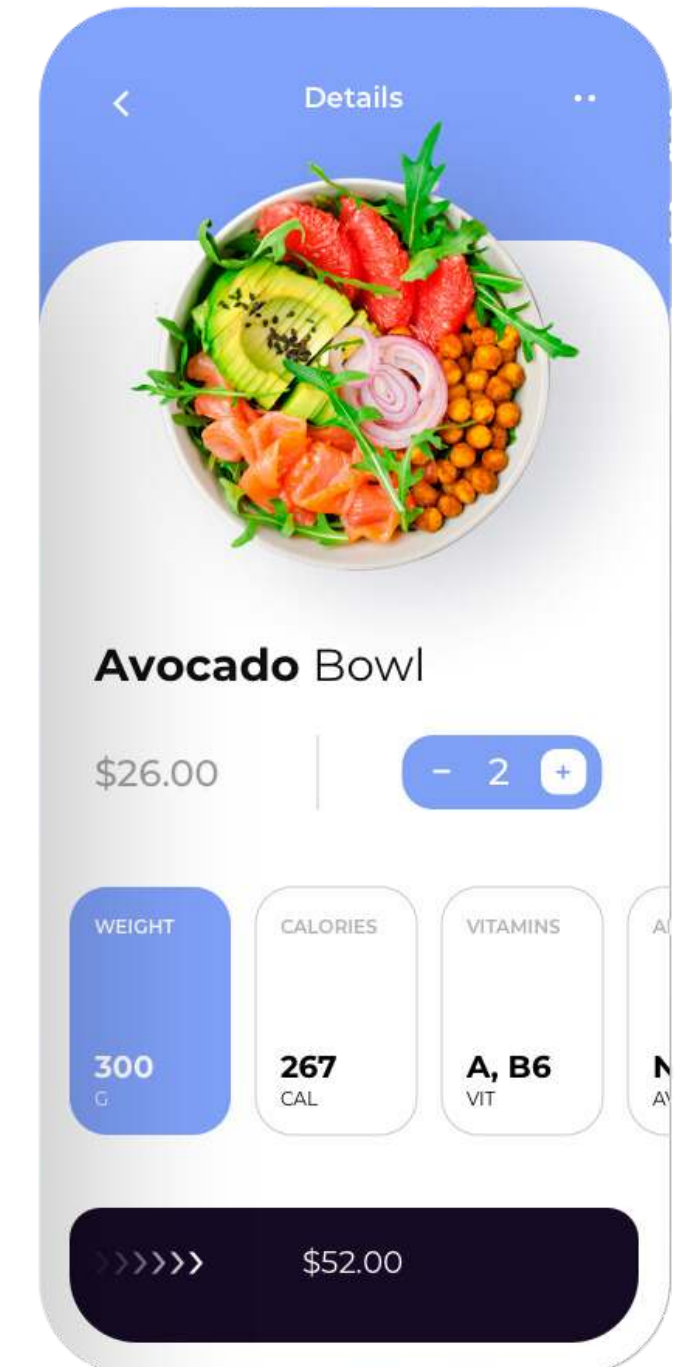 Details
Avocado Bowl
$26.00
− 2 +
WEIGHT
300
G
CALORIES
267
CAL
VITAMINS
A, B6
VIT
$52.00